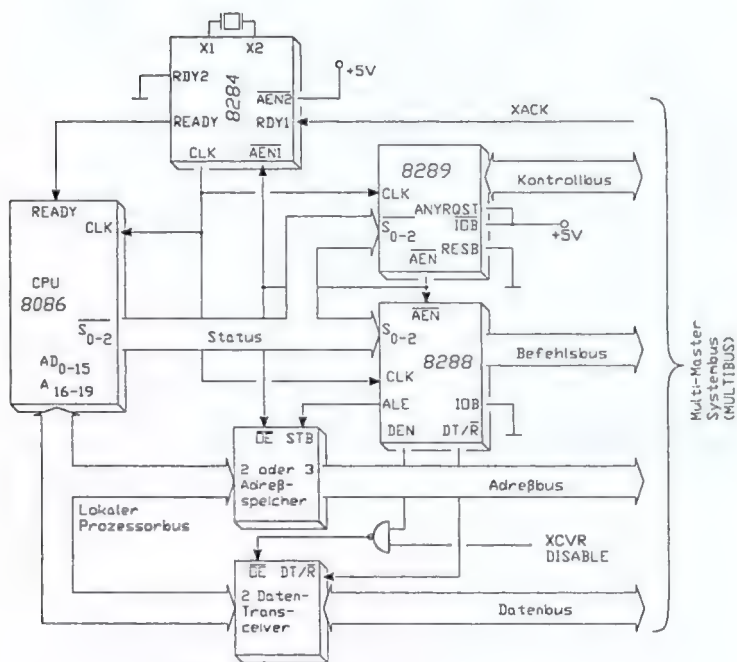 X1 X2
RDY2
8284
+5V
AEN2
READY
RDY1
XACK
CLK
AEN1
8289
CLK
Kontrollbus
ANYRQST
S0-2
IOB
+5V
AEN
RESB
READY
CLK
CPU
8086
S0-2
Status
AD0-15
A16-19
AEN
S0-2
8288
Befehlsbus
CLK
ALE
IOB
DEN
DT/R
OE STB
2 oder 3
Adreß-
speicher
Adreßbus
Lokaler
Prozessorbus
XCVR
DISABLE
OE DT/R
2 Daten-
Trans-
ceiver
Datenbus
Multi-Master
Systembus
(MULTIBUS)